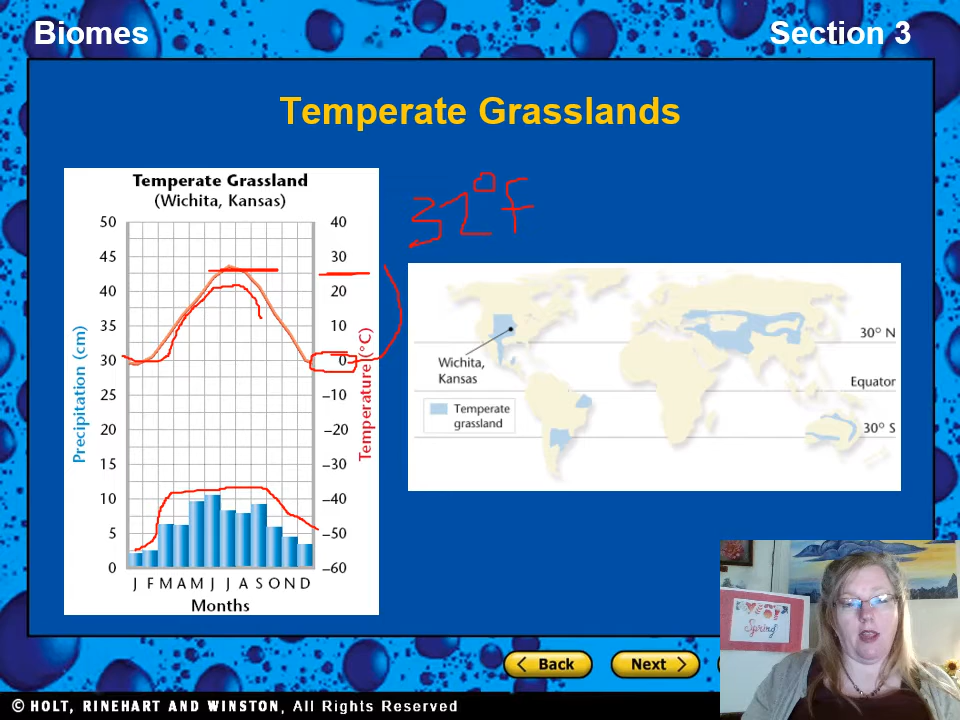 Biomes
Section 3
Temperate Grasslands
Temperate Grassland
(Wichita, Kansas)
50
45
40
35
30
25
20
15
10
5
0
Precipitation (cm)
40
30
20
10
0
−10
−20
−30
−40
−50
−60
Temperature (°C)
J F M A M J J A S O N D
Months
32°F
Wichita,
Kansas
Temperate
grassland
30° N
Equator
30° S
Spring
Back
Next
© HOLT, RINEHART AND WINSTON, All Rights Reserved